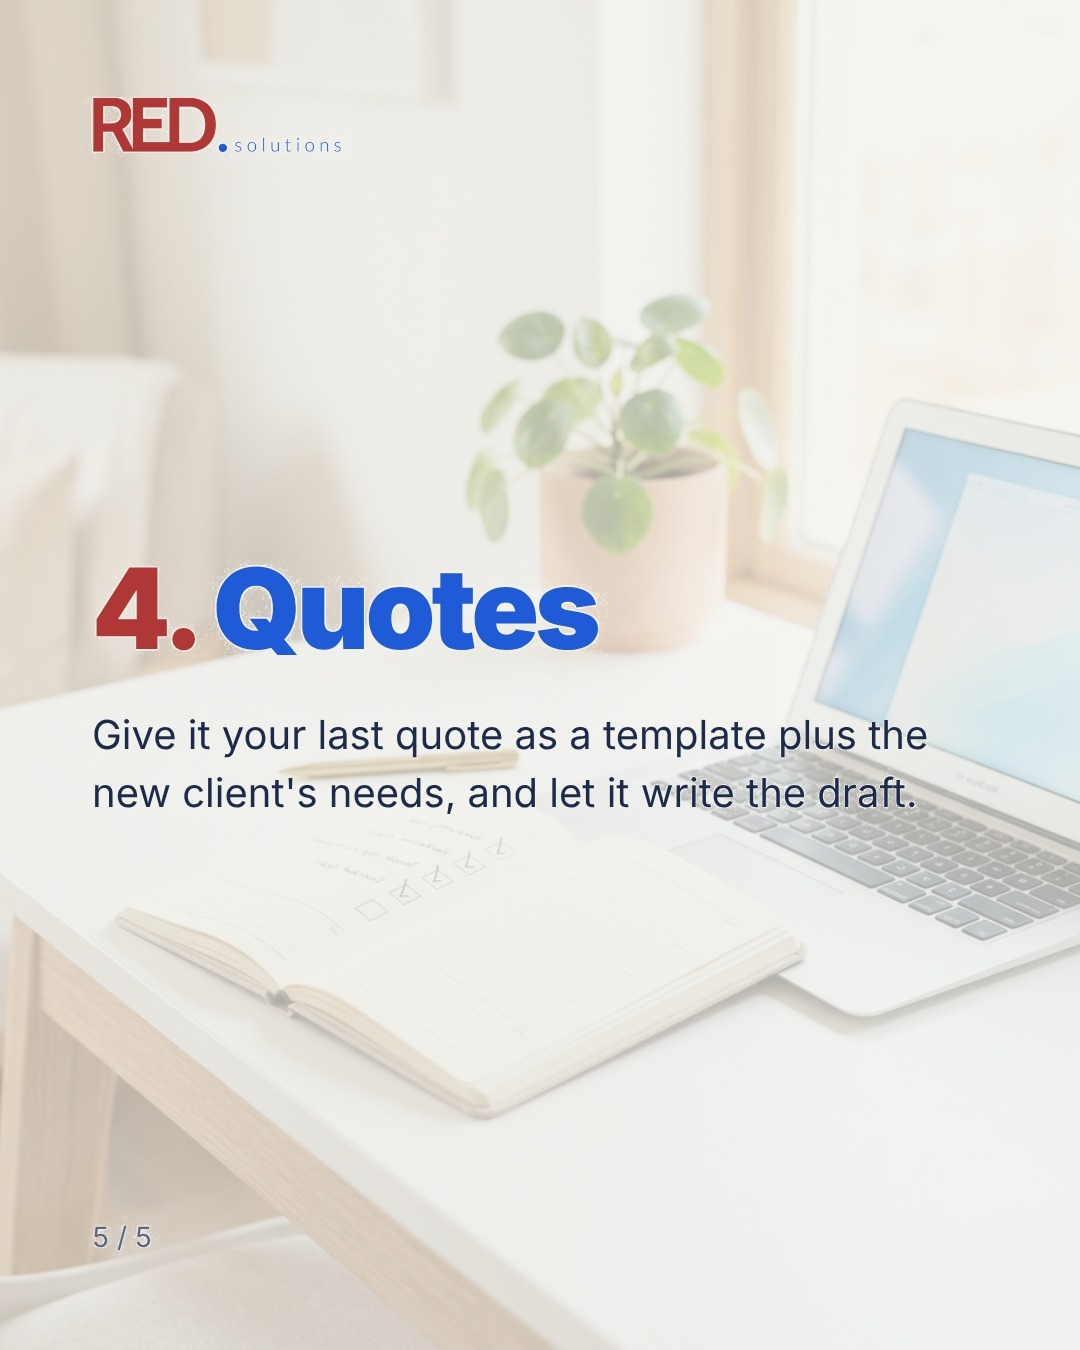 RED.solutions
4. Quotes
Give it your last quote as a template plus the
new client's needs, and let it write the draft.
5 / 5